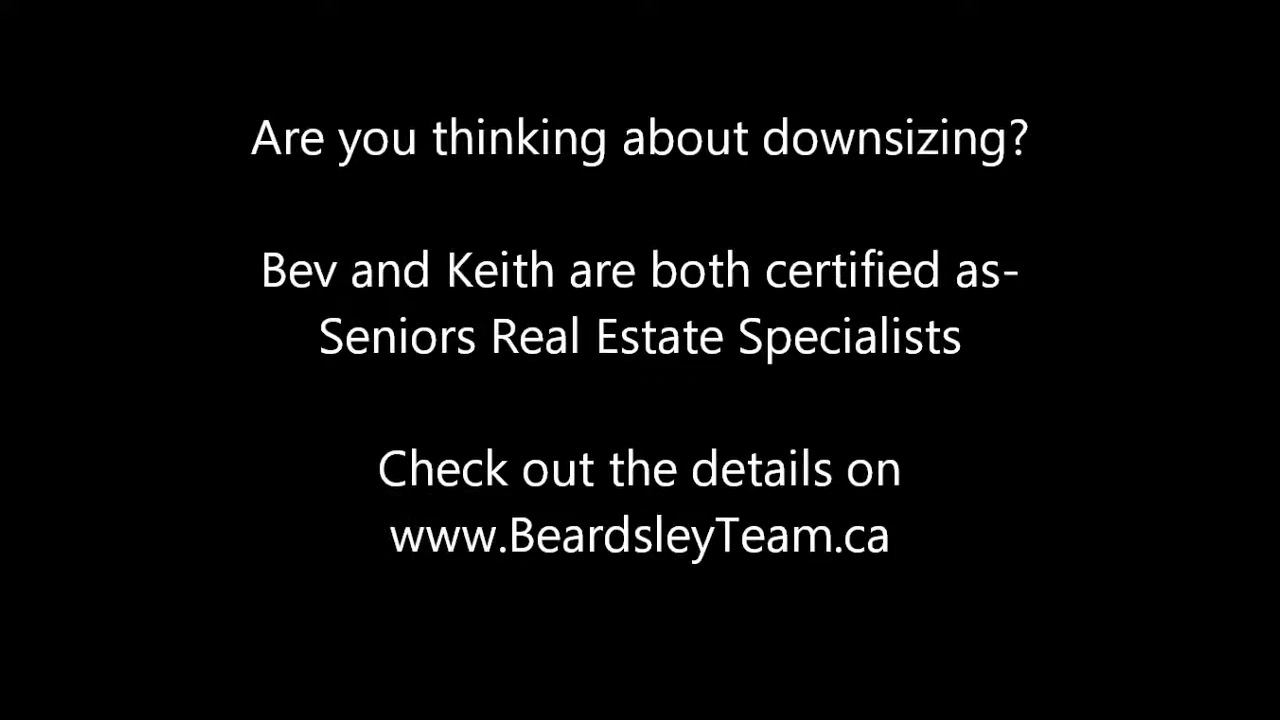 Are you thinking about downsizing?
Bev and Keith are both certified as-
Seniors Real Estate Specialists
Check out the details on
www.BeardsleyTeam.ca